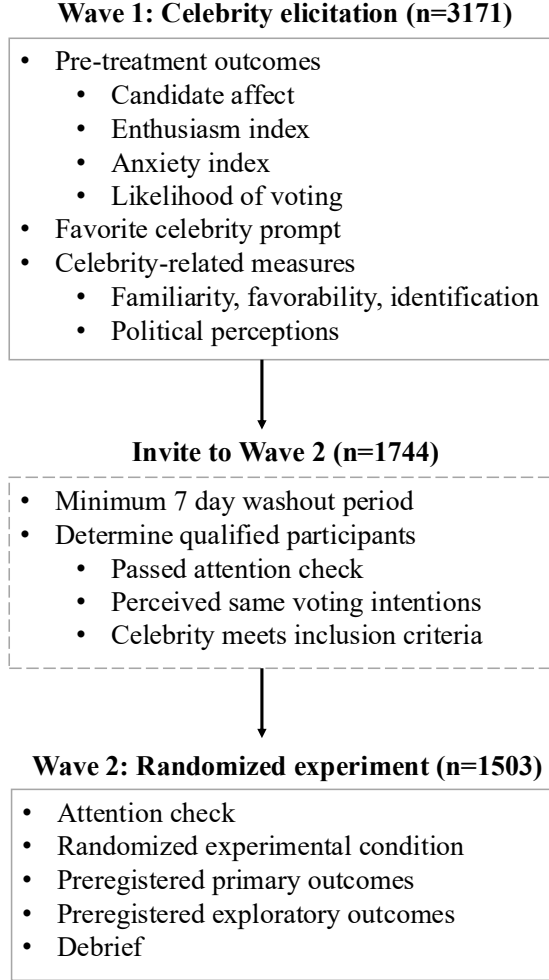 Wave 1: Celebrity elicitation (n=3171)
• Pre-treatment outcomes
• Candidate affect
• Enthusiasm index
• Anxiety index
• Likelihood of voting
• Favorite celebrity prompt
• Celebrity-related measures
• Familiarity, favorability, identification
• Political perceptions
Invite to Wave 2 (n=1744)
• Minimum 7 day washout period
• Determine qualified participants
• Passed attention check
• Perceived same voting intentions
• Celebrity meets inclusion criteria
Wave 2: Randomized experiment (n=1503)
• Attention check
• Randomized experimental condition
• Preregistered primary outcomes
• Preregistered exploratory outcomes
• Debrief